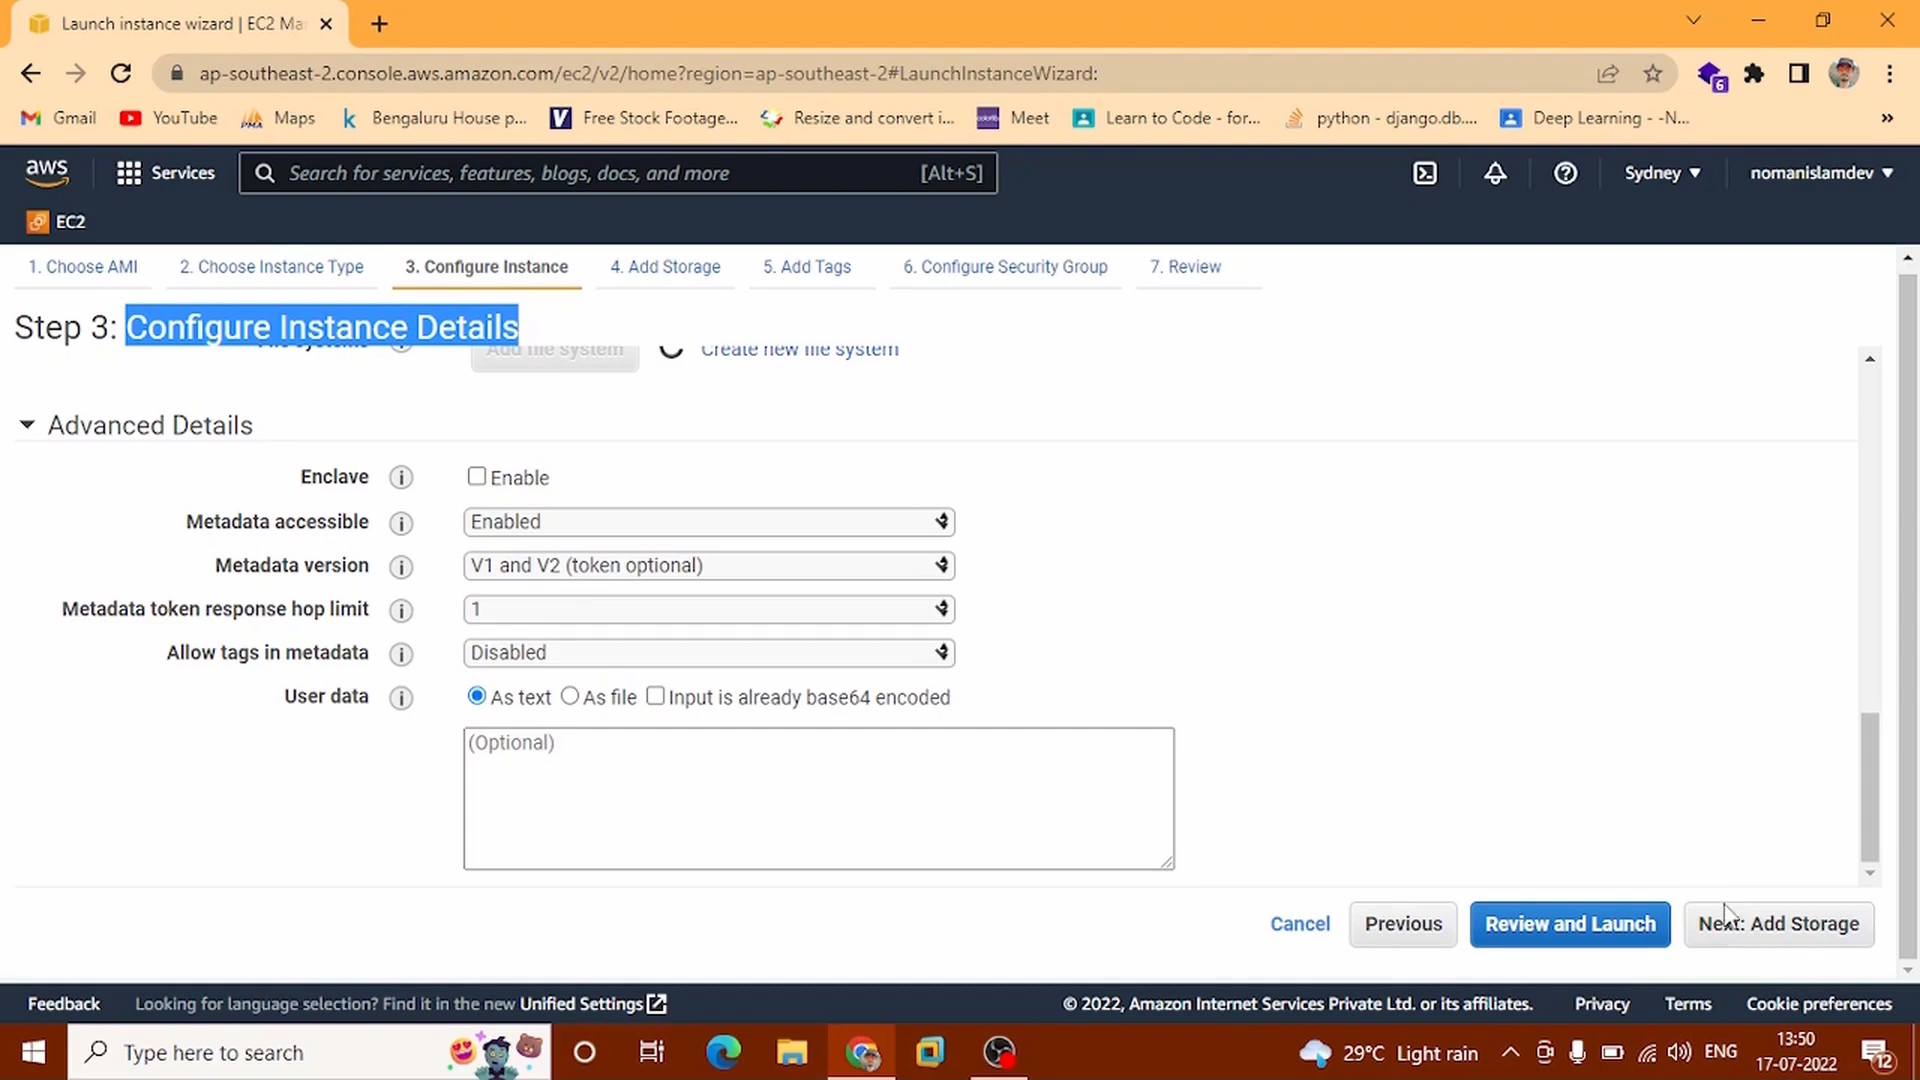 Launch instance wizard | EC2 Ma
ap-southeast-2.console.aws.amazon.com/ec2/v2/home?region=ap-southeast-2#LaunchInstanceWizard:
6
Gmail
YouTube
Maps
Bengaluru House p...
Free Stock Footage...
Resize and convert i...
Meet
Learn to Code - for...
python - django.db....
Deep Learning - -N...
»
aws
Services
Search for services, features, blogs, docs, and more
[Alt+S]
Sydney
nomanislamdev
EC2
1. Choose AMI
2. Choose Instance Type
3. Configure Instance
4. Add Storage
5. Add Tags
6. Configure Security Group
7. Review
Step 3: Configure Instance Details
Add file system
Create new file system
Advanced Details
Enclave
Enable
Metadata accessible
Enabled
Metadata version
V1 and V2 (token optional)
Metadata token response hop limit
1
Allow tags in metadata
Disabled
User data
As text
As file
Input is already base64 encoded
(Optional)
Cancel
Previous
Review and Launch
Next: Add Storage
Feedback
Looking for language selection? Find it in the new Unified Settings
© 2022, Amazon Internet Services Private Ltd. or its affiliates.
Privacy
Terms
Cookie preferences
Type here to search
29°C Light rain
ENG
13:50
17-07-2022
12